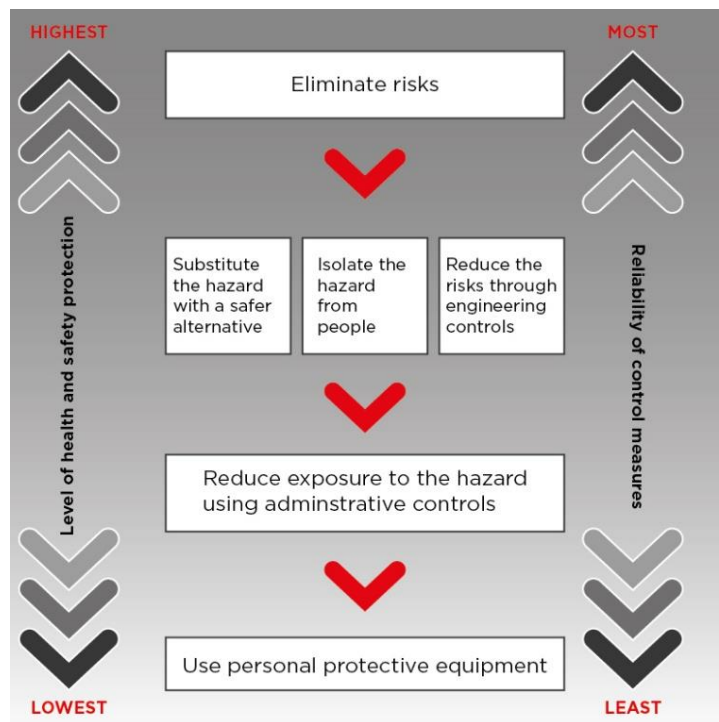 HIGHEST
MOST
Eliminate risks
Substitute
the hazard
with a safer
alternative
Isolate the
hazard
from
people
Reduce the
risks through
engineering
controls
Level of health and safety protection
Reliability of control measures
Reduce exposure to the hazard
using adminstrative controls
Use personal protective equipment
LOWEST
LEAST